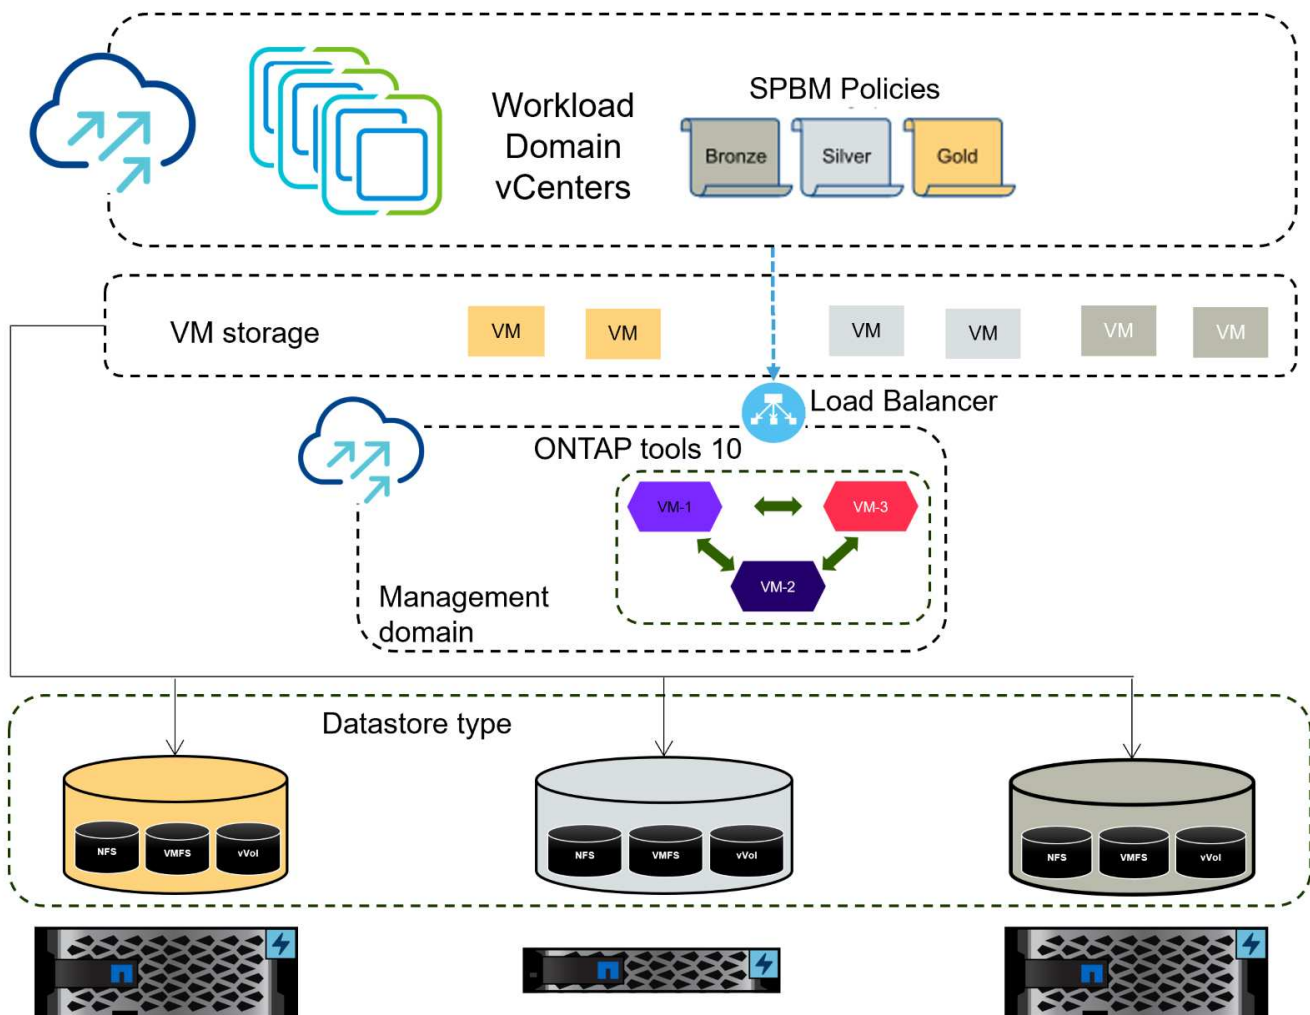 SPBM Policies
Workload
Domain
vCenters
Bronze
Silver
Gold
VM storage
VM
VM
VM
VM
VM
VM
Load Balancer
ONTAP tools 10
VM-1
VM-3
VM-2
Management
domain
Datastore type
NFS
VMFS
vVol
NFS
VMFS
vVol
NFS
VMFS
vVol